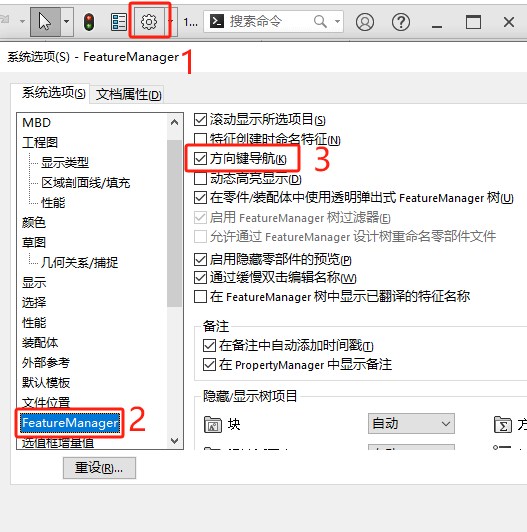 1...
搜索命令
系统选项(S) - FeatureManager
1
系统选项(S)
文档属性(D)
MBD
工程图
显示类型
区域剖面线/填充
性能
颜色
草图
几何关系/捕捉
显示
选择
性能
装配体
外部参考
默认模板
文件位置
FeatureManager
2
选值框增量值
重设(R)...
滚动显示所选项目(S)
特征创建时命名特征(N)
方向键导航(K)
3
动态高亮显示(D)
在零件/装配体中使用透明弹出式 FeatureManager 树(U)
启用 FeatureManager 树过滤器(E)
允许通过 FeatureManager 设计树重命名零部件文件
启用隐藏零部件的预览(P)
通过缓慢双击编辑名称(W)
在 FeatureManager 树中显示已翻译的特征名称
备注
在备注中自动添加时间戳(T)
在 PropertyManager 中显示备注
隐藏/显示树项目
块
自动
方